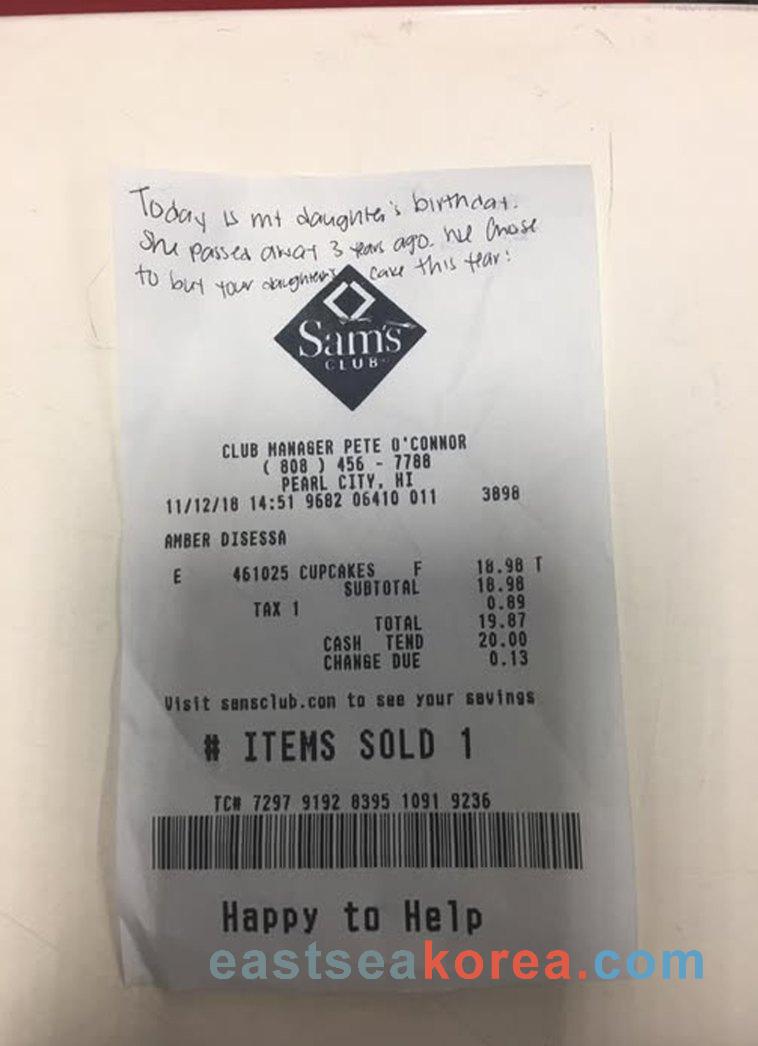 Today is my daughter's birthday.
She passed away 3 years ago. We chose
to buy your daughter's cake this year!
Sam's
CLUB
CLUB MANAGER PETE O'CONNOR
( 808 ) 456 - 7788
PEARL CITY, HI
11/12/18 14:51 9682 06410 011 3898
AMBER DISESSA
E 461025 CUPCAKES F 18.98 T
SUBTOTAL 18.98
TAX 1 0.89
TOTAL 19.87
CASH TEND 20.00
CHANGE DUE 0.13
Visit samsclub.com to see your savings
# ITEMS SOLD 1
TC# 7297 9192 8395 1091 9236
Happy to Help
eastseakorea.com